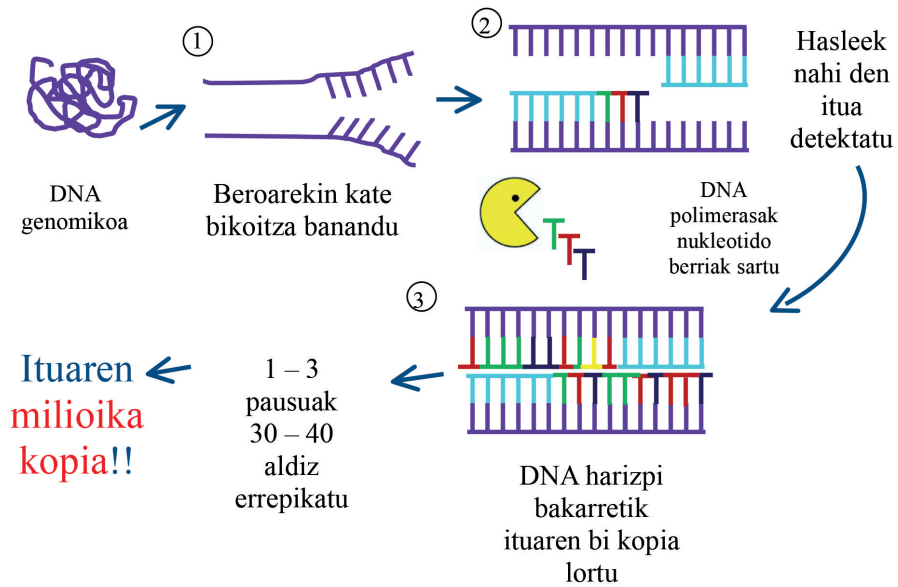 DNA
genomikoa
1
Beroarekin kate
bikoitza banandu
2
Hasleek
nahi den
itua
detektatu
DNA
polimerasak
nukleotido
berriak sartu
3
DNA harizpi
bakarretik
ituaren bi kopia
lortu
1 – 3
pausuak
30 – 40
aldiz
errepikatu
Ituaren
milioika
kopia!!